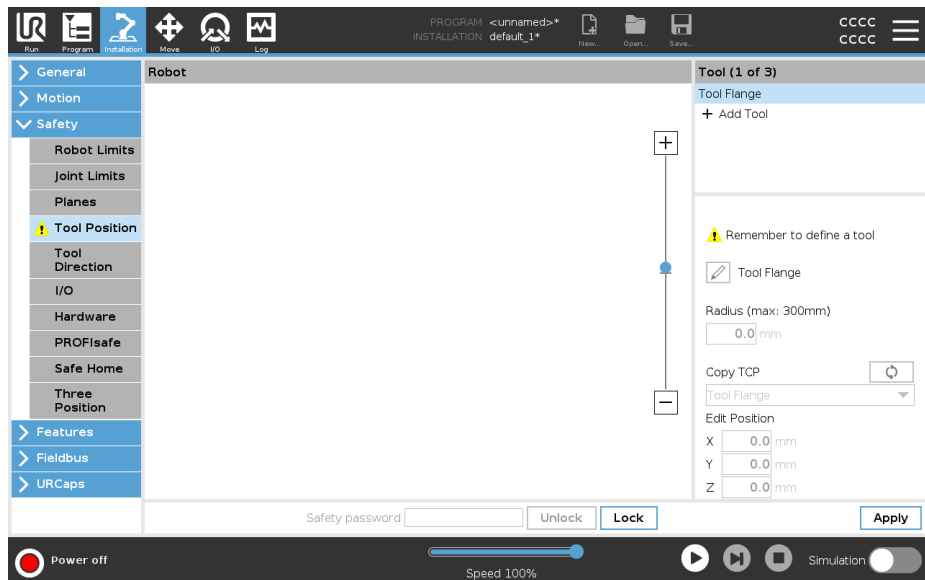 PROGRAM <unnamed>*
INSTALLATION default_1*
UR
Run
Program
Installation
Move
I/O
Log
New...
Open...
Save...
CCCC
CCCC
General
Motion
Safety
Robot Limits
Joint Limits
Planes
Tool Position
Tool
Direction
I/O
Hardware
PROFIsafe
Safe Home
Three
Position
Features
Fieldbus
URCaps
Robot
Tool (1 of 3)
Tool Flange
+ Add Tool
Remember to define a tool
Tool Flange
Radius (max: 300mm)
0.0 mm
Copy TCP
Tool Flange
Edit Position
X 0.0 mm
Y 0.0 mm
Z 0.0 mm
Safety password
Unlock
Lock
Apply
Power off
Speed 100%
Simulation